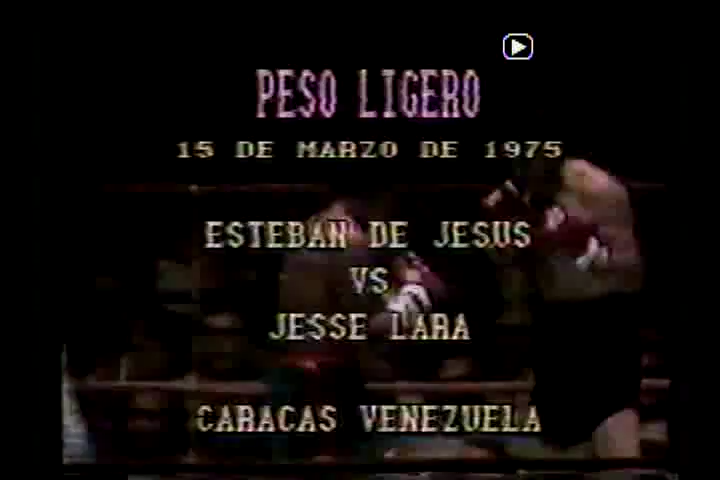 PESO LIGERO
15 DE MARZO DE 1975
ESTEBAN DE JESUS
VS
JESSE LARA
CARACAS VENEZUELA